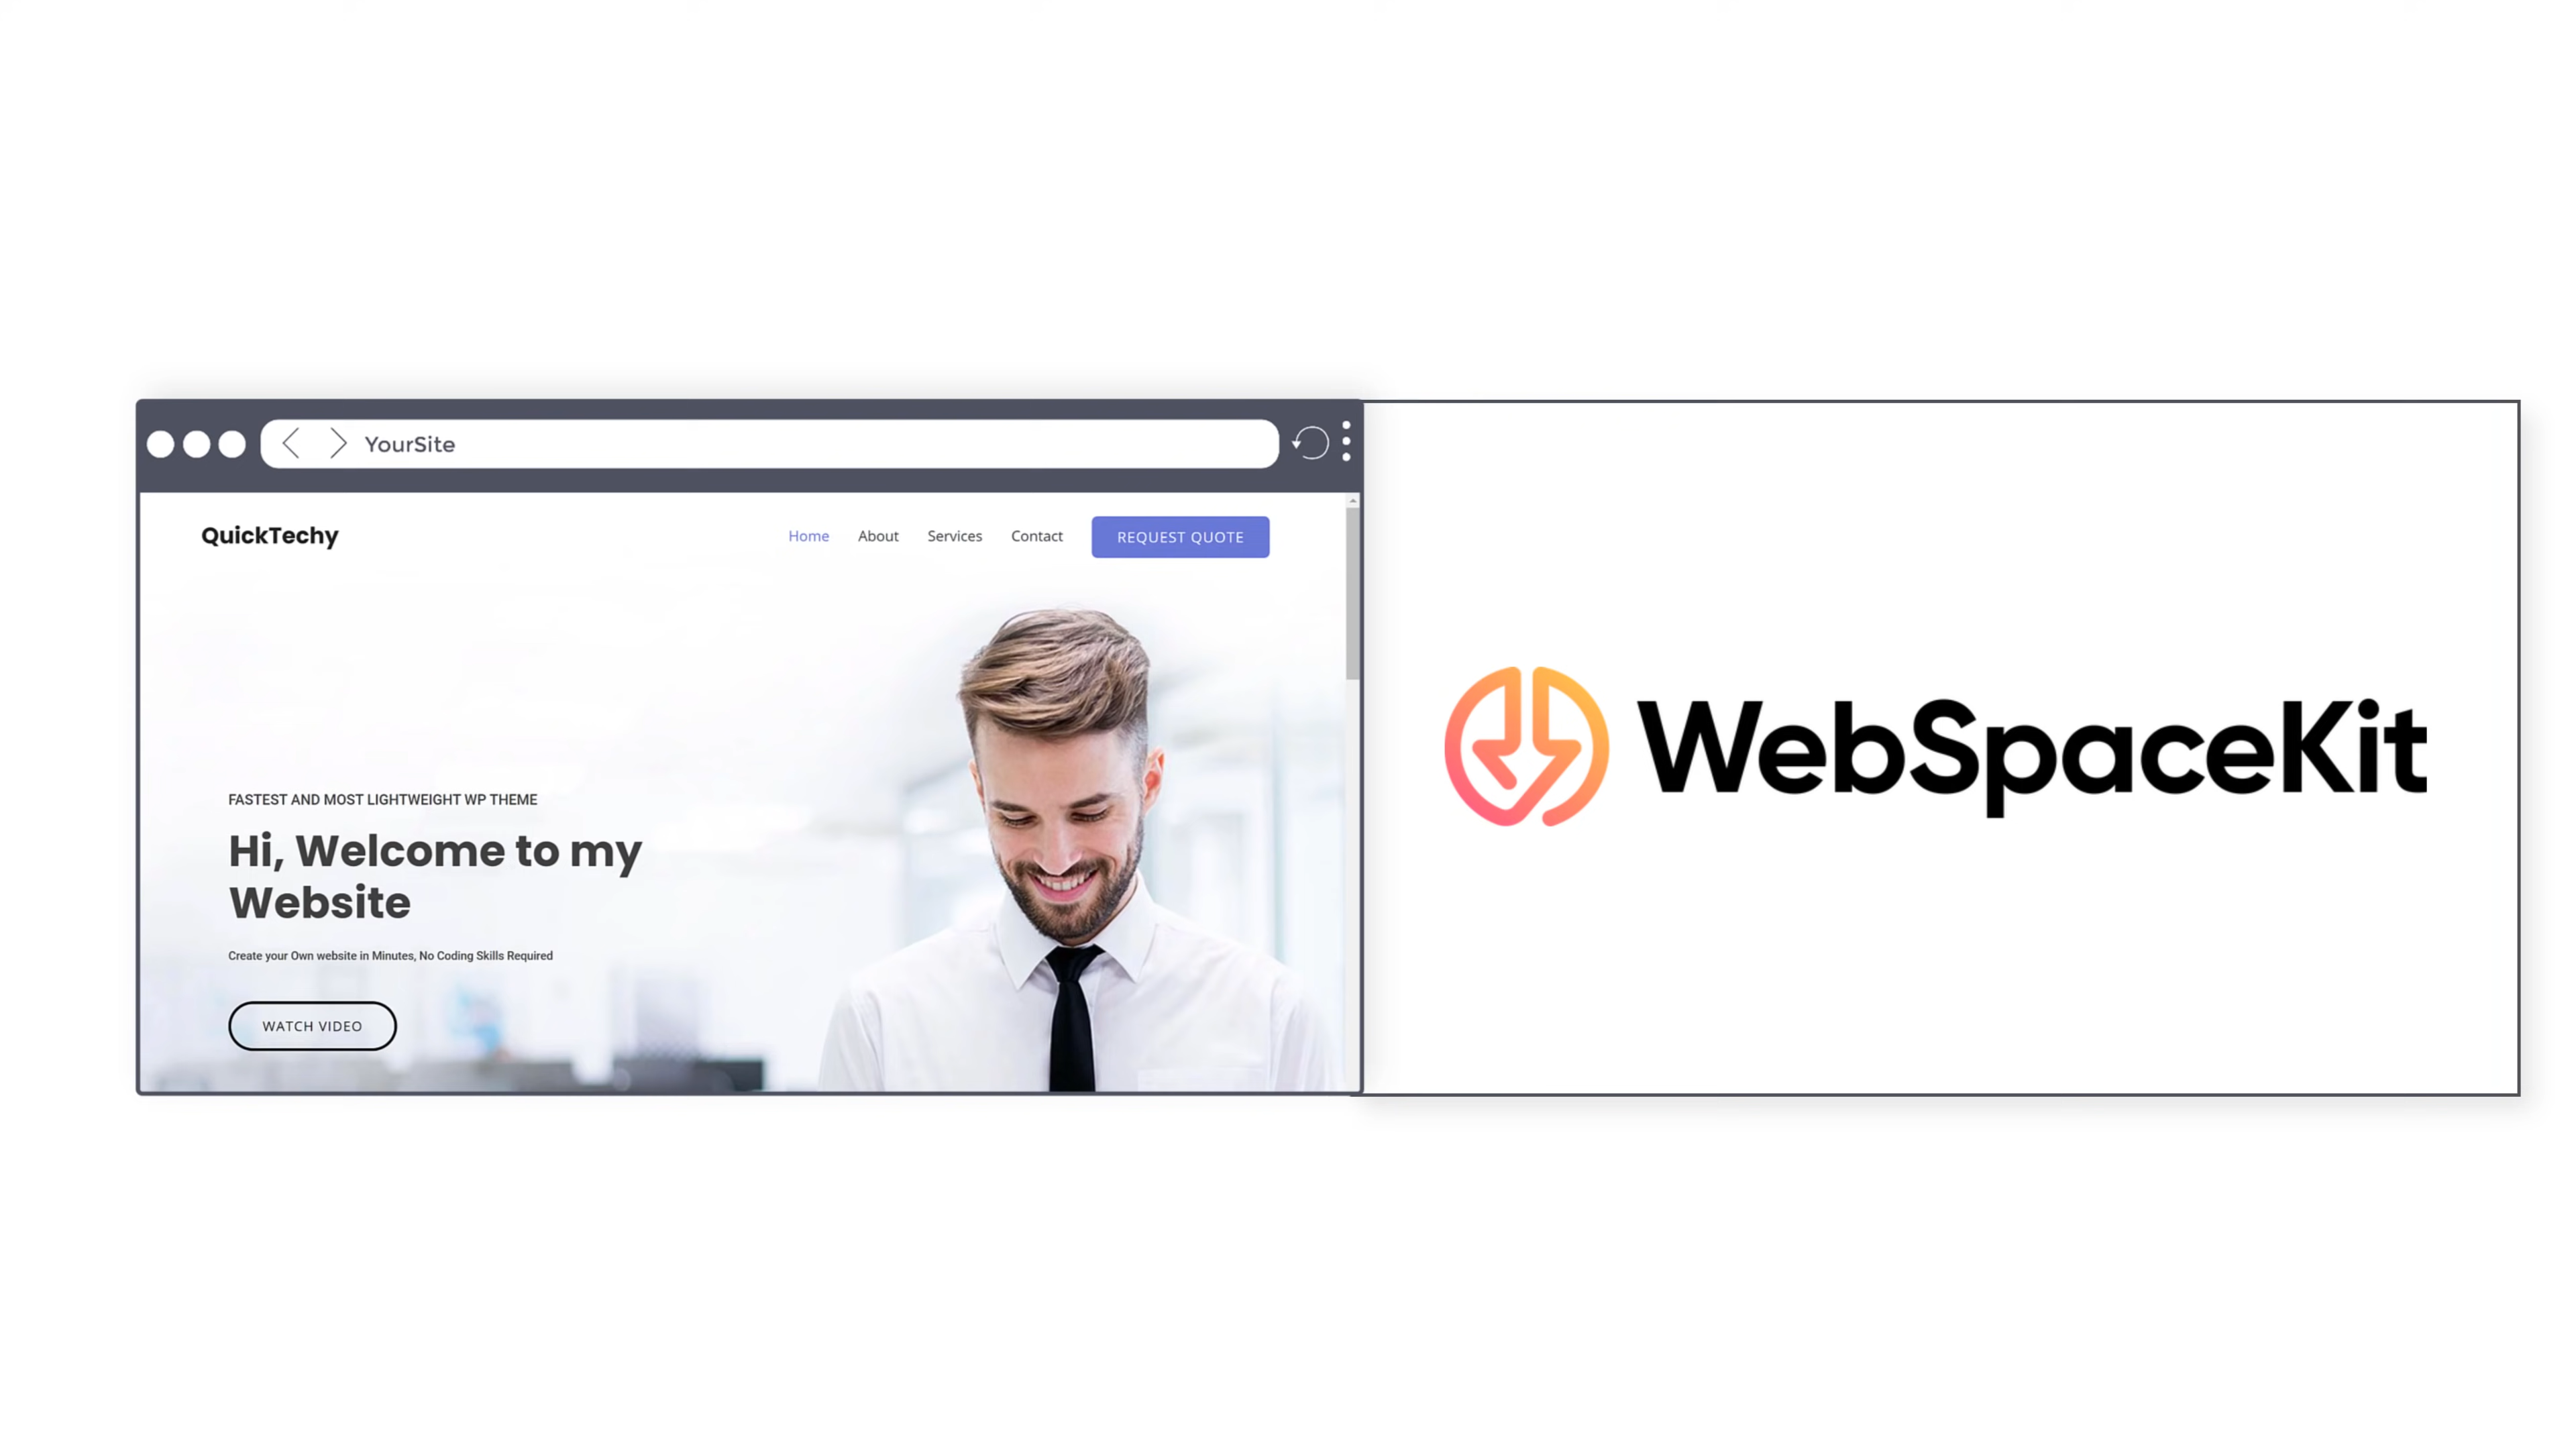 YourSite
QuickTechy
Home About Services Contact REQUEST QUOTE
FASTEST AND MOST LIGHTWEIGHT WP THEME
Hi, Welcome to my
Website
Create your Own website in Minutes, No Coding Skills Required
WATCH VIDEO
WebSpaceKit